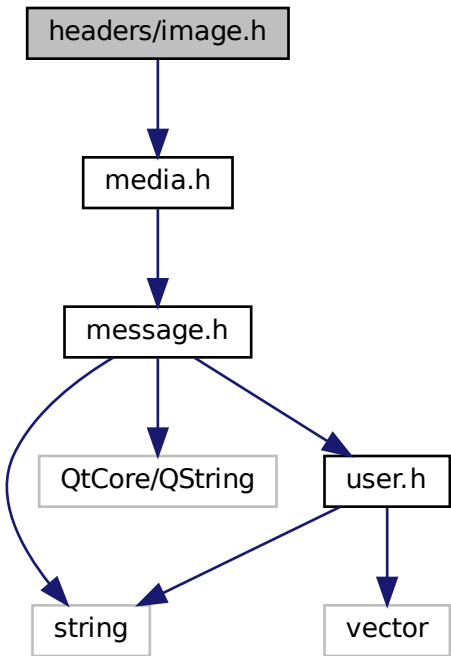 headers/image.h
media.h
message.h
QtCore/QString
user.h
string
vector